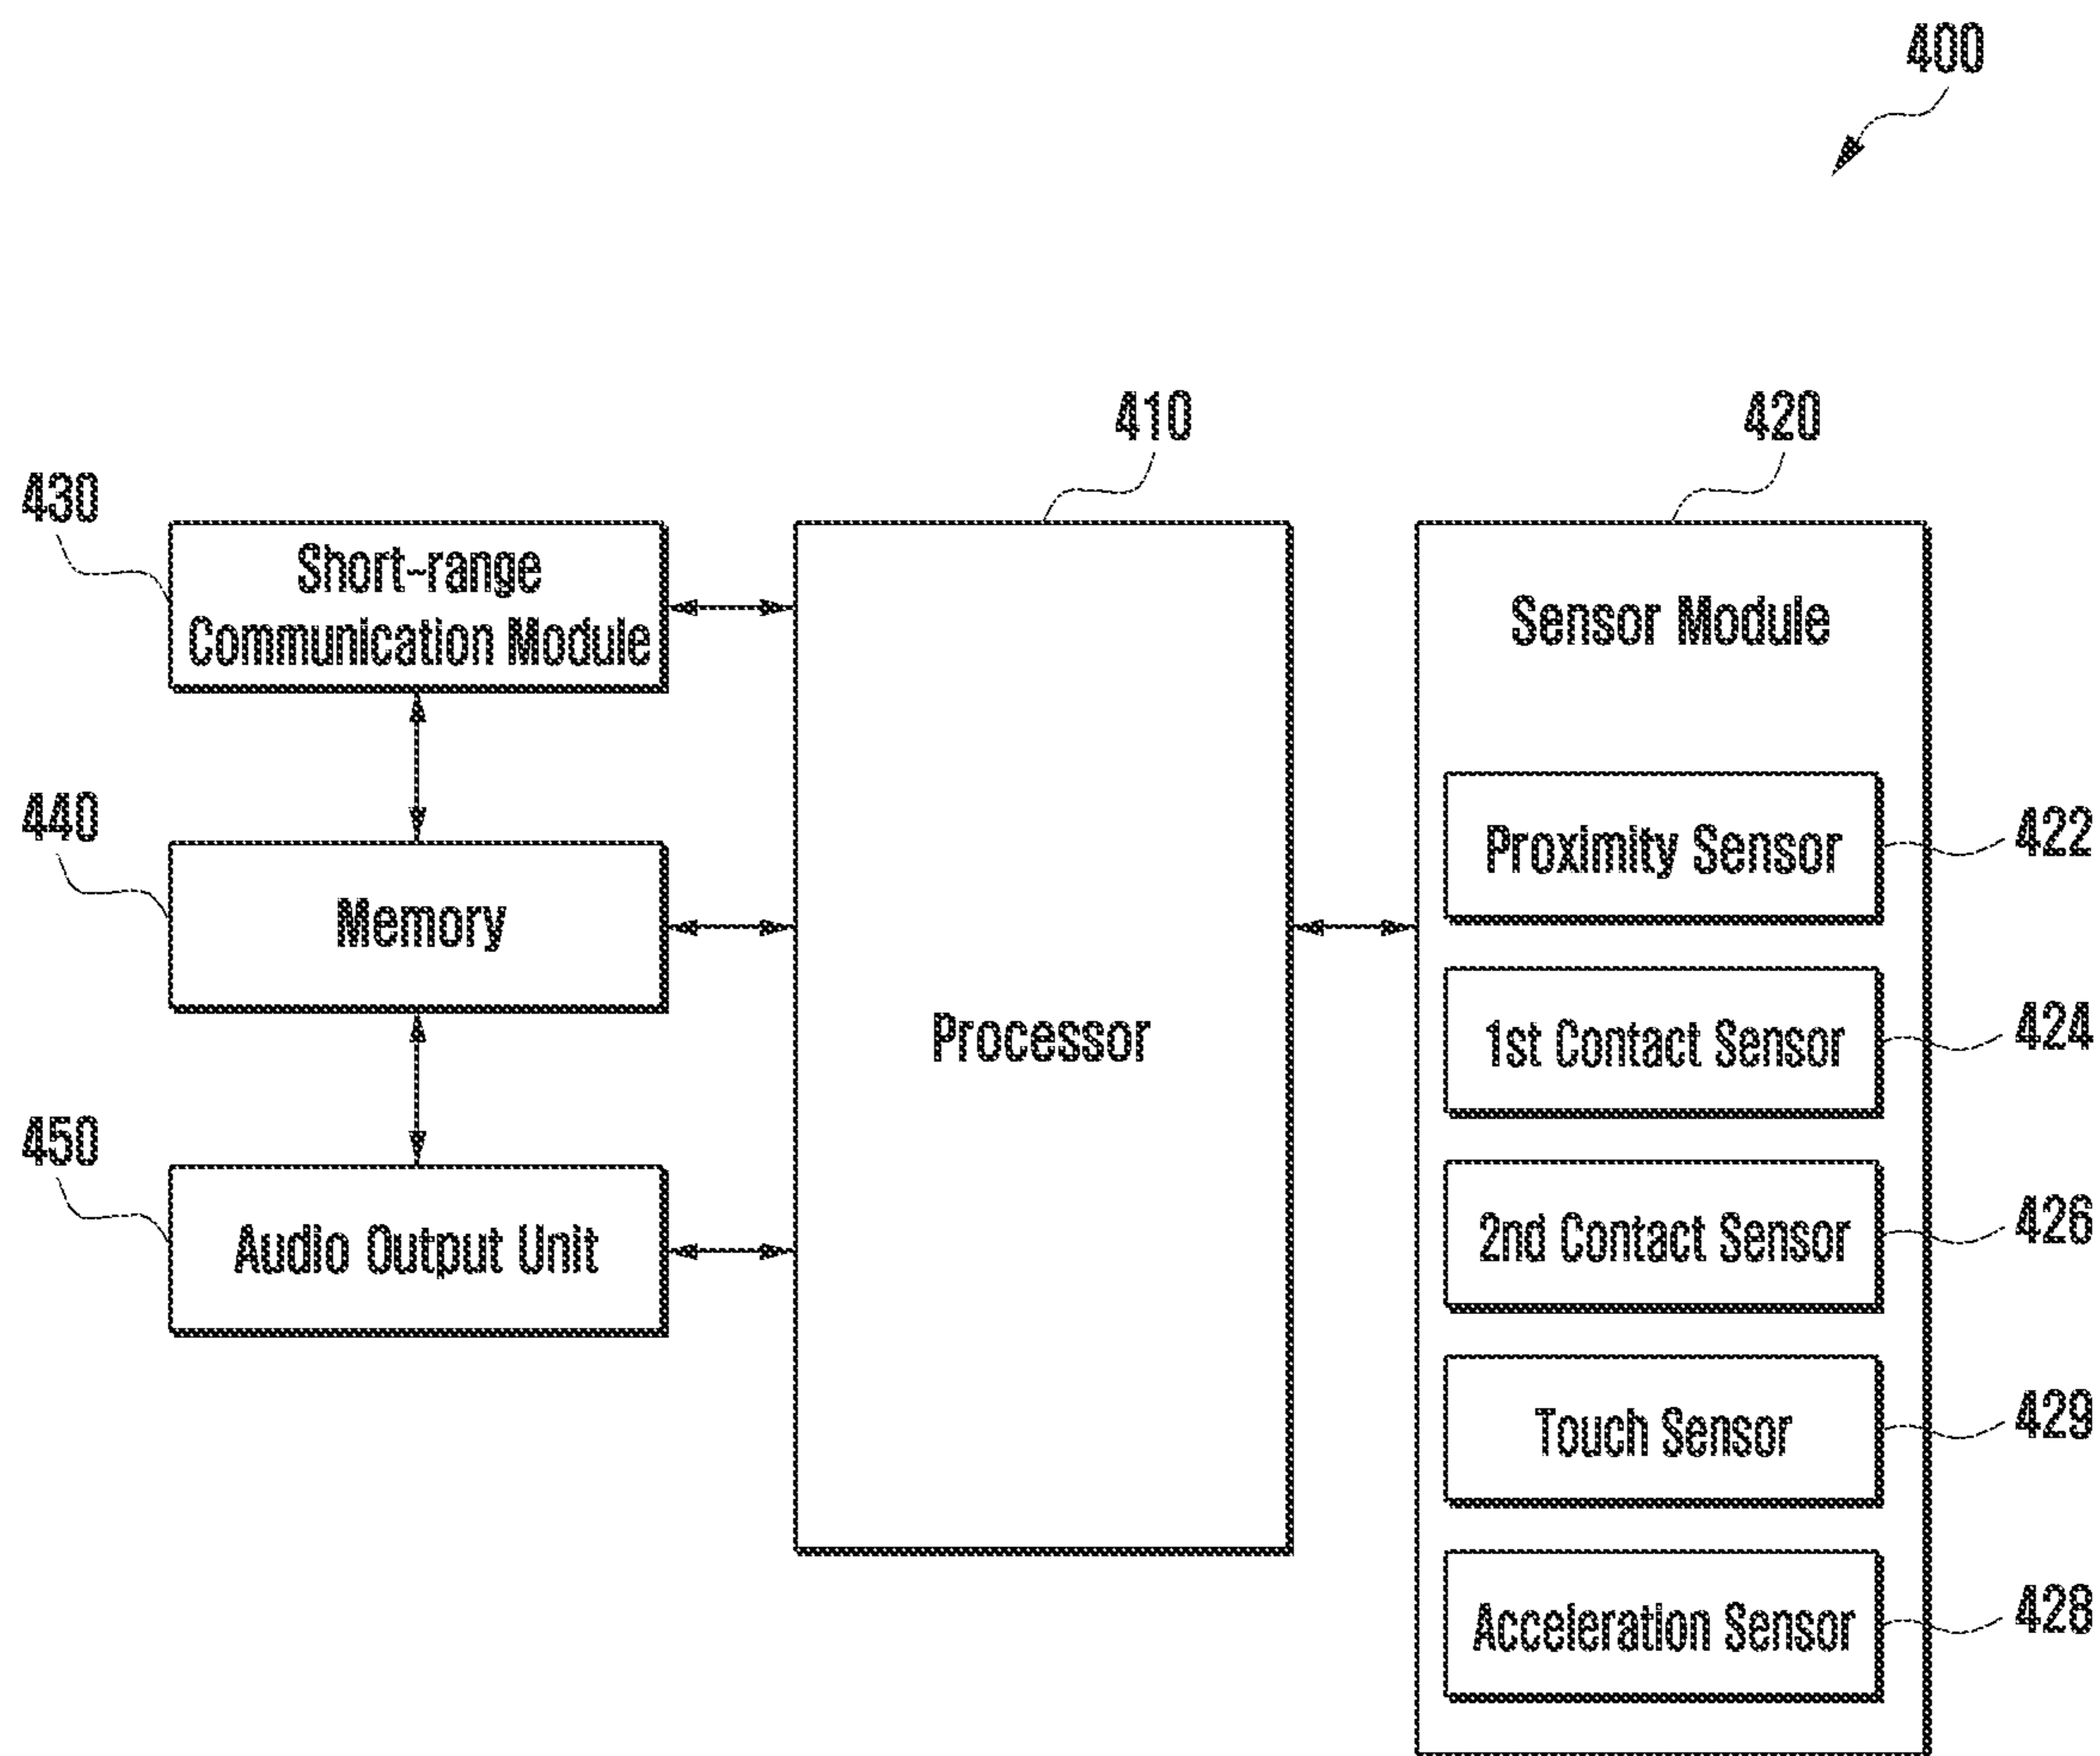 400
410
420
430
Short-range
Communication Module
Sensor Module
440
Memory
Proximity Sensor
422
Processor
1st Contact Sensor
424
450
Audio Output Unit
2nd Contact Sensor
426
Touch Sensor
429
Acceleration Sensor
428